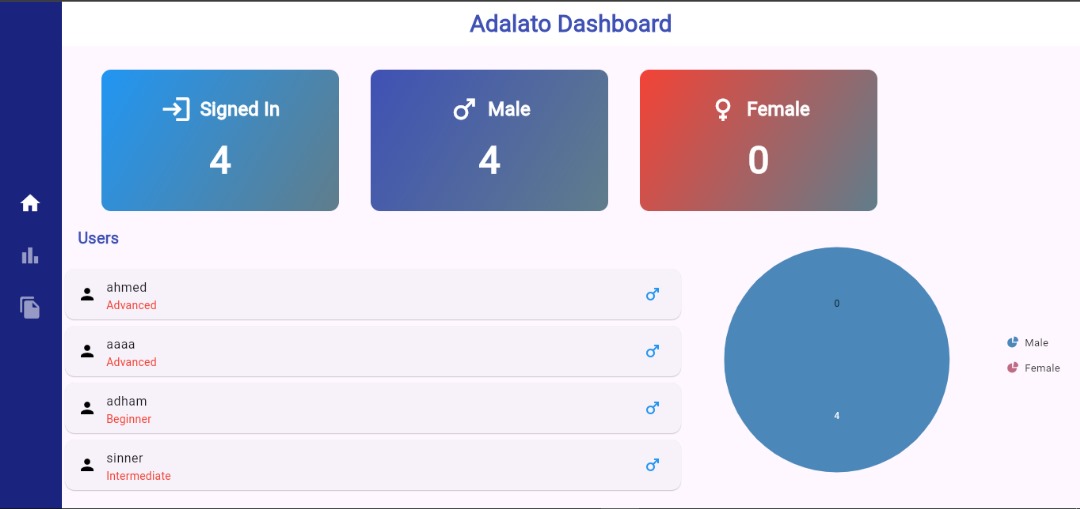 Adalato Dashboard
Signed In
4
Male
4
Female
0
Users
ahmed
Advanced
aaaa
Advanced
adham
Beginner
sinner
Intermediate
0
4
Male
Female